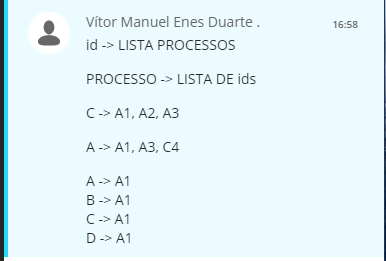 Vítor Manuel Enes Duarte .
16:58
id -> LISTA PROCESSOS
PROCESSO -> LISTA DE ids
C -> A1, A2, A3
A -> A1, A3, C4
A -> A1
B -> A1
C -> A1
D -> A1